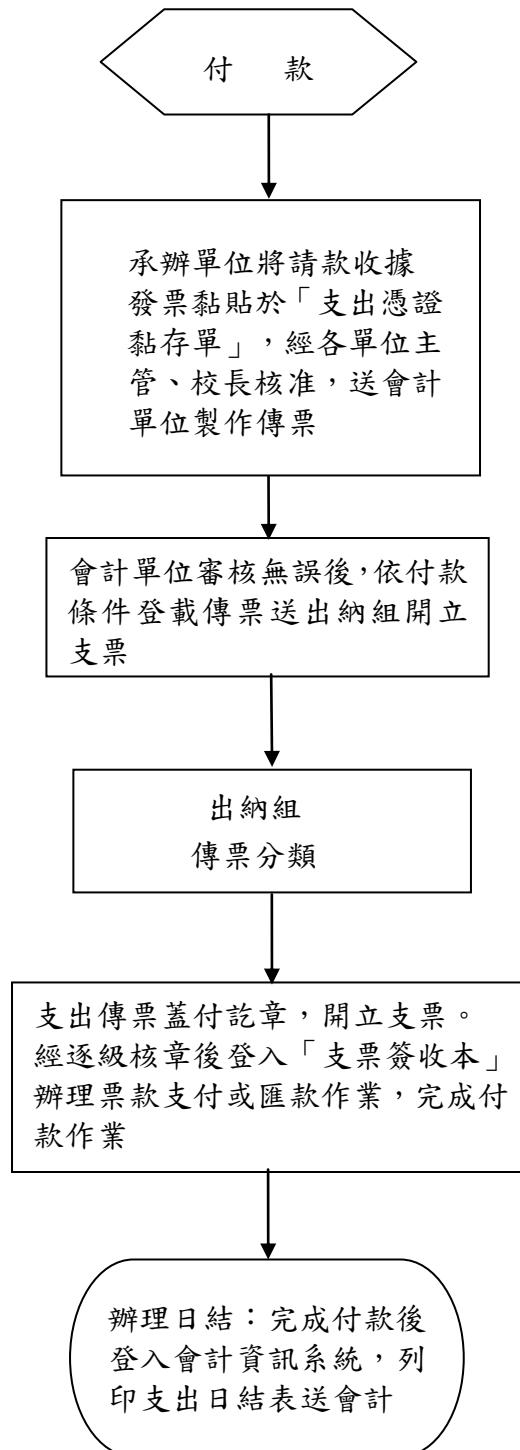 付　款
承辦單位將請款收據
發票黏貼於「支出憑證
黏存單」，經各單位主
管、校長核准，送會計
單位製作傳票
會計單位審核無誤後，依付款
條件登載傳票送出納組開立
支票
出納組
傳票分類
支出傳票蓋付訖章，開立支票。
經逐級核章後登入「支票簽收本」
辦理票款支付或匯款作業，完成付
款作業
辦理日結：完成付款後
登入會計資訊系統，列
印支出日結表送會計